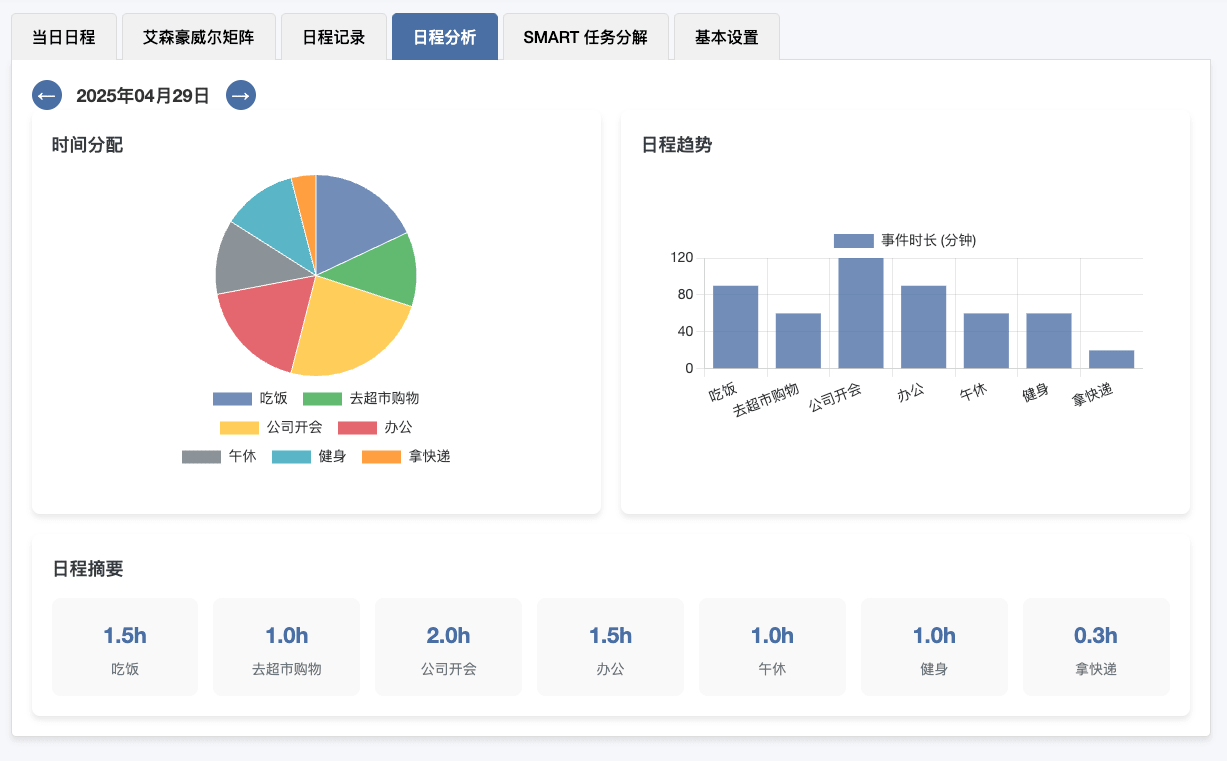 当日日程 艾森豪威尔矩阵 日程记录 日程分析 SMART 任务分解 基本设置
← 2025年04月29日 →
时间分配
吃饭 去超市购物
公司开会 办公
午休 健身 拿快递
日程趋势
事件时长 (分钟)
120
80
40
0
吃饭 去超市购物 公司开会 办公 午休 健身 拿快递
日程摘要
1.5h 1.0h 2.0h 1.5h 1.0h 1.0h 0.3h
吃饭 去超市购物 公司开会 办公 午休 健身 拿快递